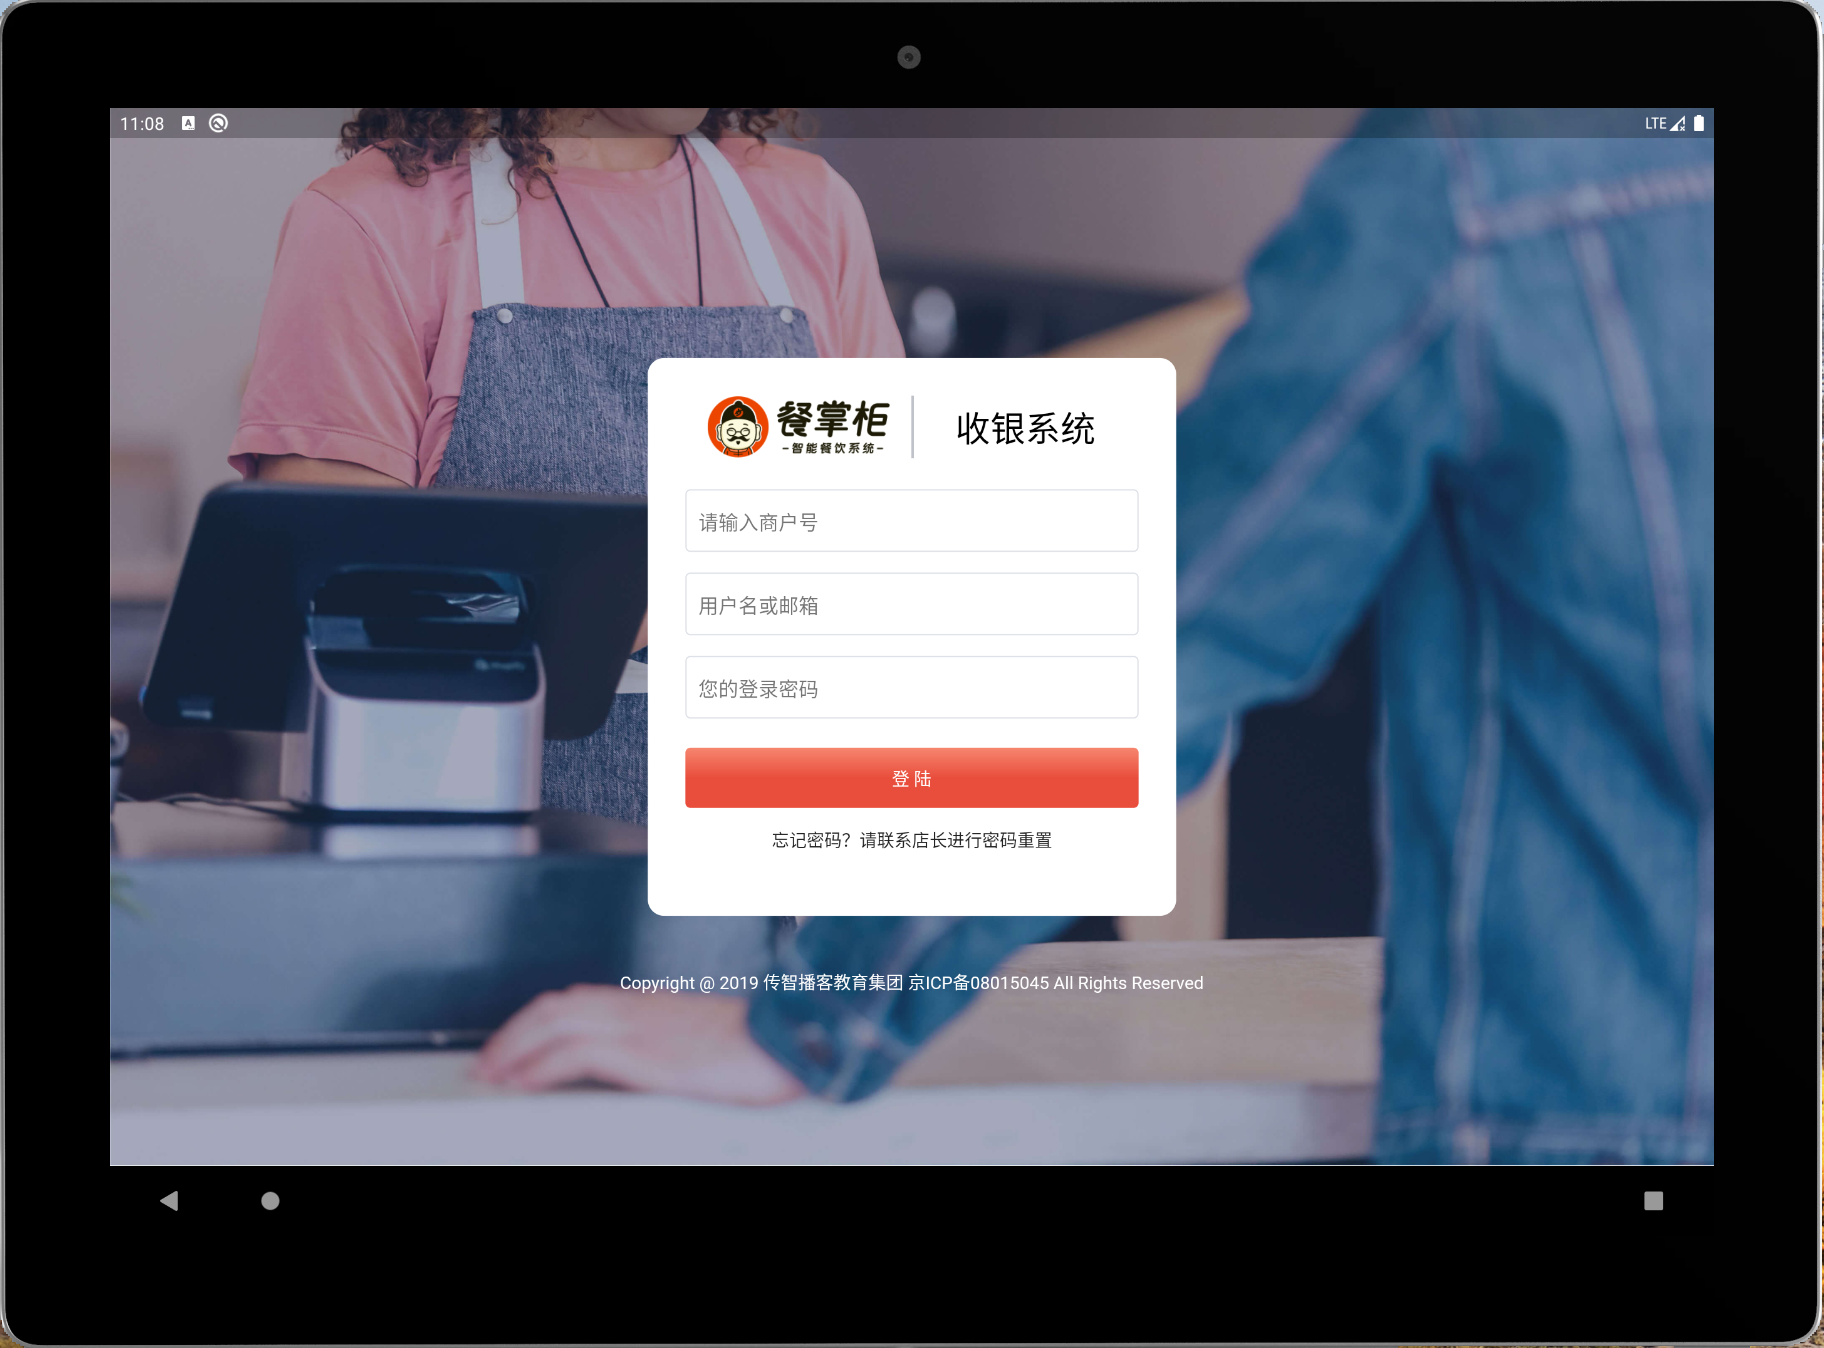 11:08
LTE
餐掌柜
-智能餐饮系统-
收银系统
请输入商户号
用户名或邮箱
您的登录密码
登 陆
忘记密码？请联系店长进行密码重置
Copyright @ 2019 传智播客教育集团 京ICP备08015045 All Rights Reserved